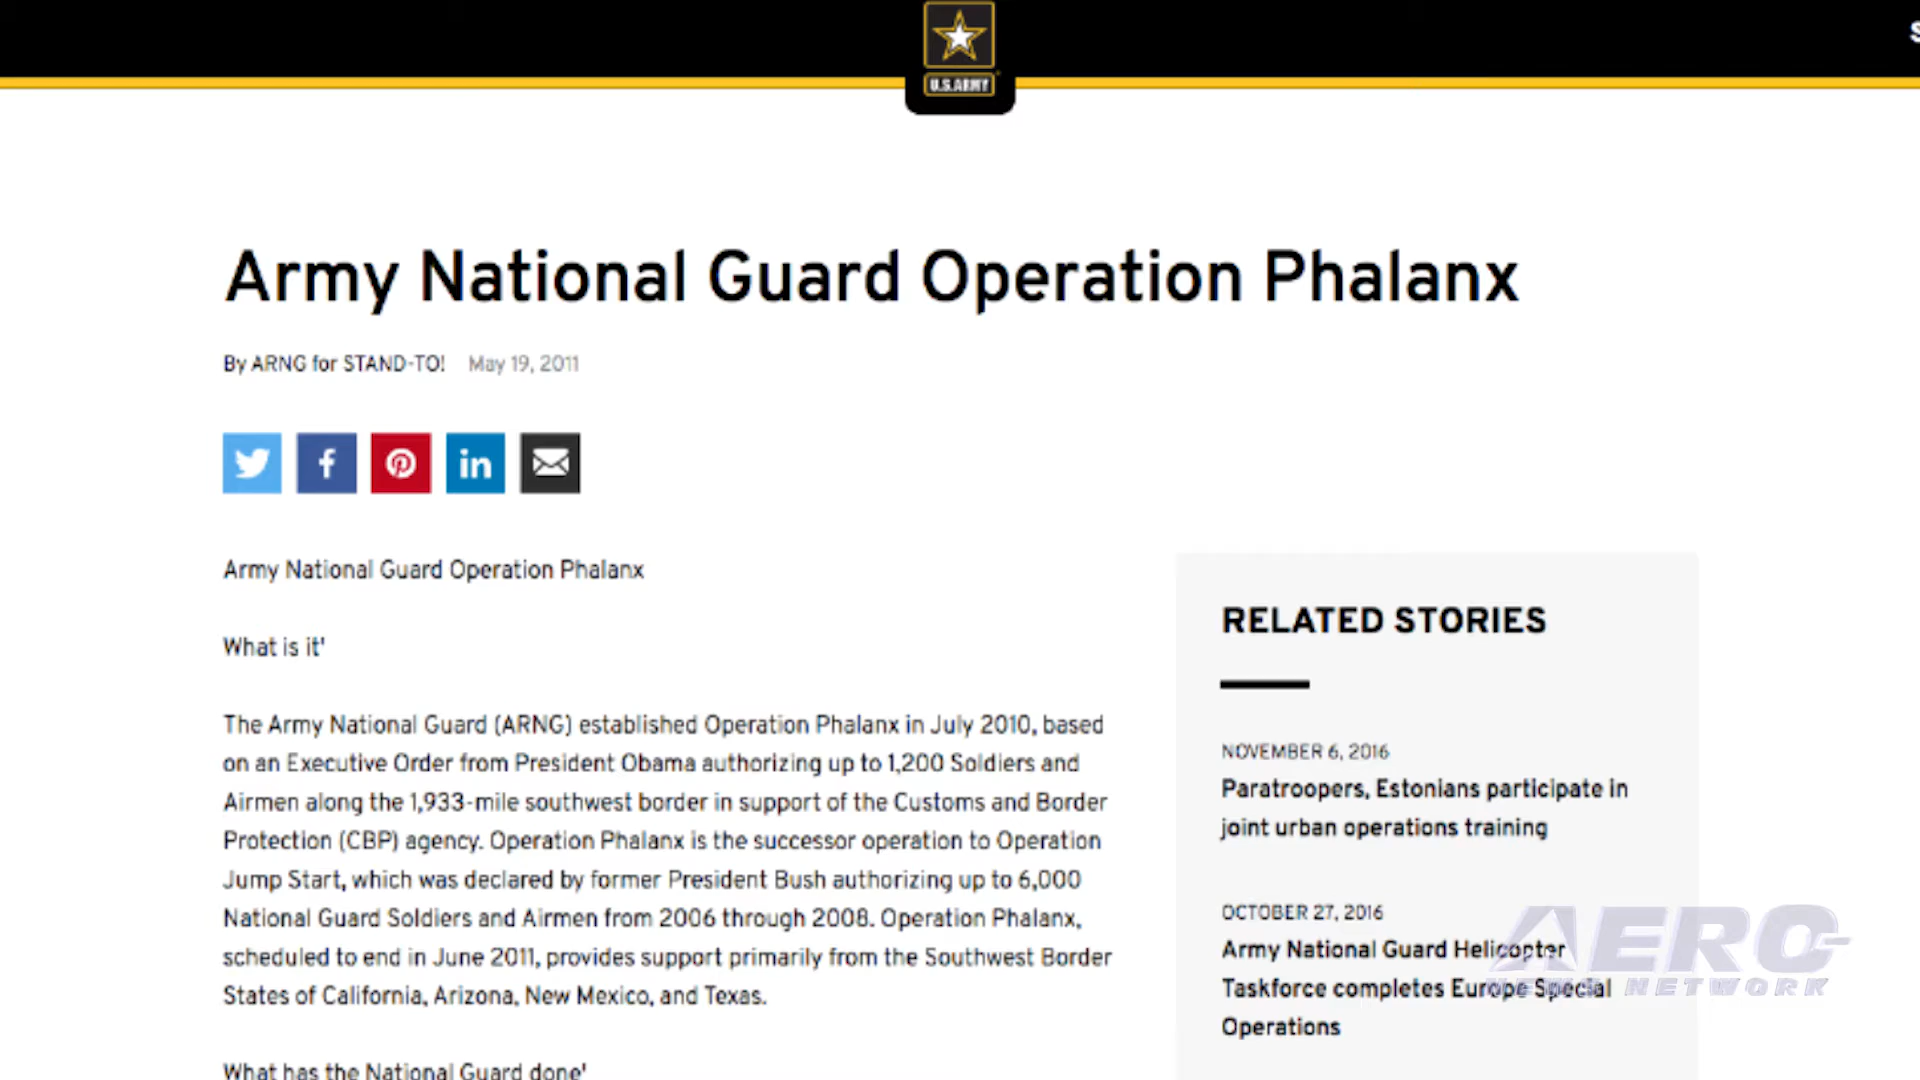 S
U.S.ARMY
Army National Guard Operation Phalanx
By ARNG for STAND-TO! May 19, 2011
Army National Guard Operation Phalanx
What is it'
The Army National Guard (ARNG) established Operation Phalanx in July 2010, based
on an Executive Order from President Obama authorizing up to 1,200 Soldiers and
Airmen along the 1,933-mile southwest border in support of the Customs and Border
Protection (CBP) agency. Operation Phalanx is the successor operation to Operation
Jump Start, which was declared by former President Bush authorizing up to 6,000
National Guard Soldiers and Airmen from 2006 through 2008. Operation Phalanx,
scheduled to end in June 2011, provides support primarily from the Southwest Border
States of California, Arizona, New Mexico, and Texas.
What has the National Guard done'
RELATED STORIES
NOVEMBER 6, 2016
Paratroopers, Estonians participate in
joint urban operations training
OCTOBER 27, 2016
Army National Guard Helicopter
Taskforce completes Europe Special
Operations
AERO
NETWORK